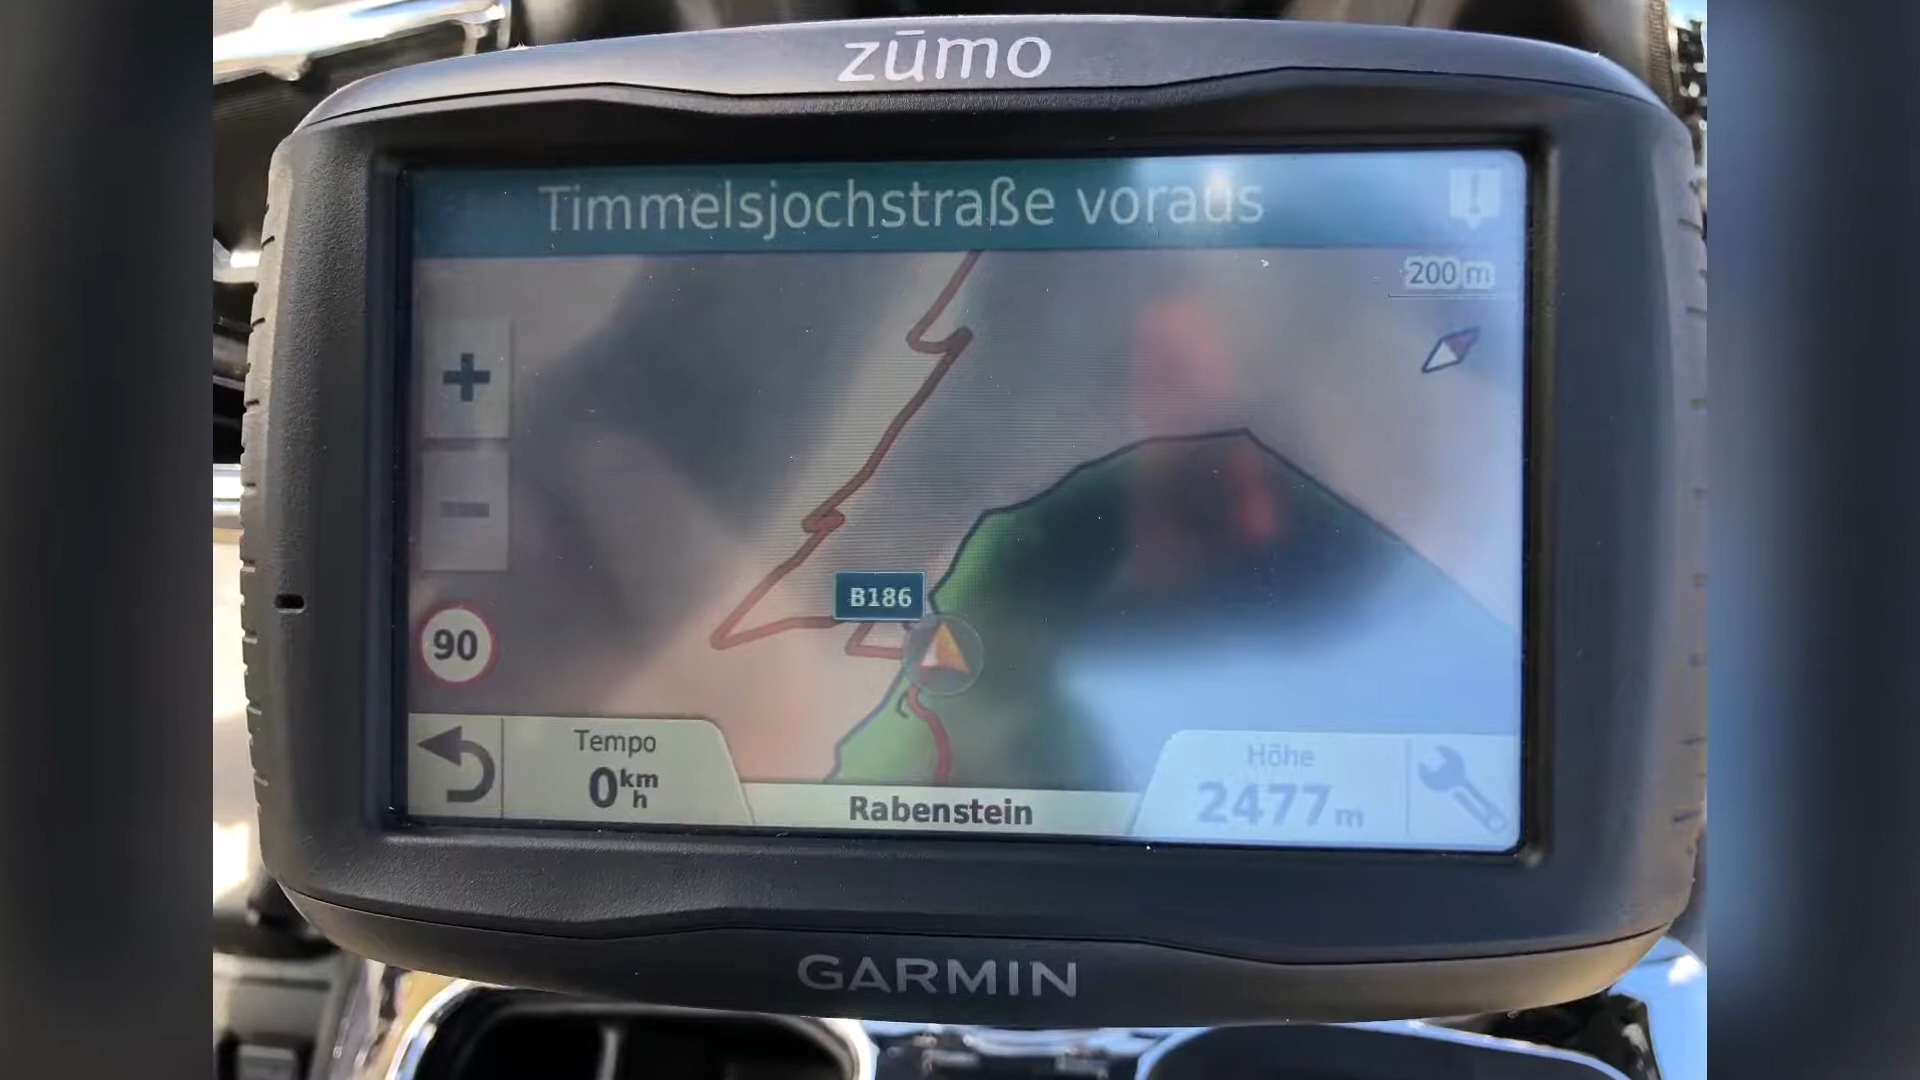 zūmo
Timmelsjochstraße voraus
200 m
B186
90
Tempo
0 km h
Rabenstein
Höhe
2477 m
GARMIN